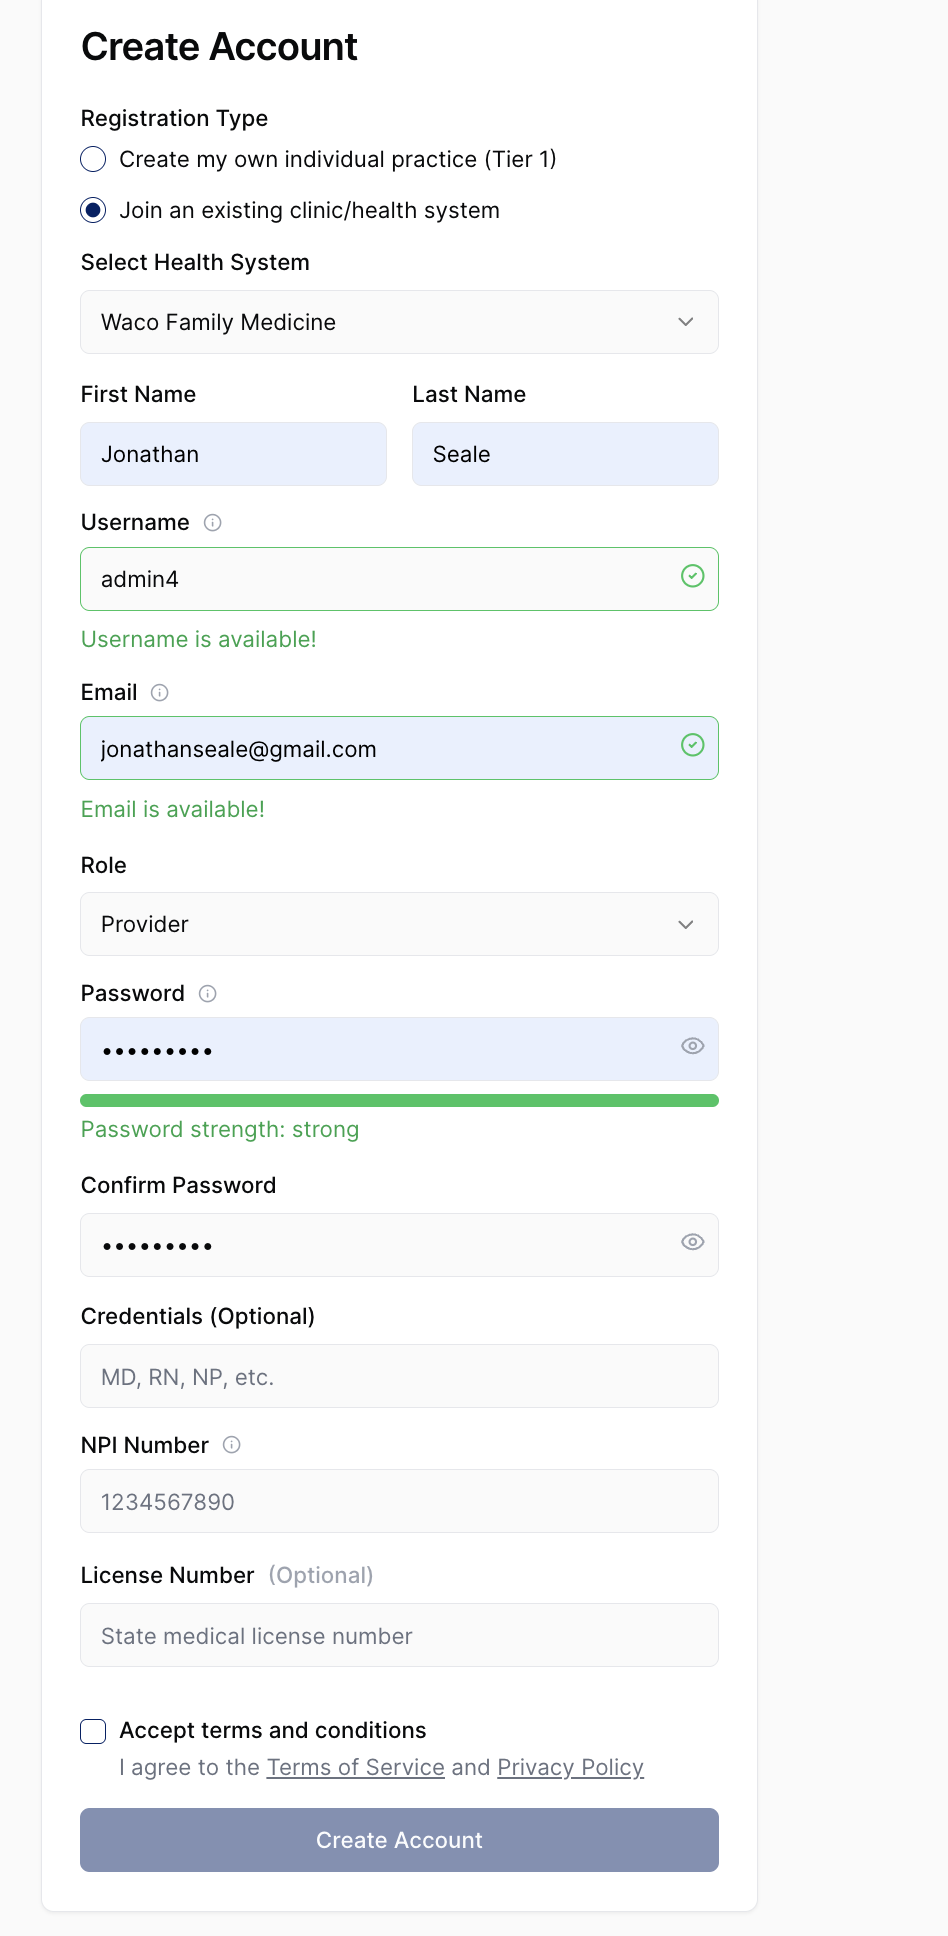 Create Account
Registration Type
Create my own individual practice (Tier 1)
Join an existing clinic/health system
Select Health System
Waco Family Medicine
First Name
Last Name
Jonathan
Seale
Username
admin4
Username is available!
Email
jonathanseale@gmail.com
Email is available!
Role
Provider
Password
•••••••••
Password strength: strong
Confirm Password
•••••••••
Credentials (Optional)
MD, RN, NP, etc.
NPI Number
1234567890
License Number (Optional)
State medical license number
Accept terms and conditions
I agree to the Terms of Service and Privacy Policy
Create Account